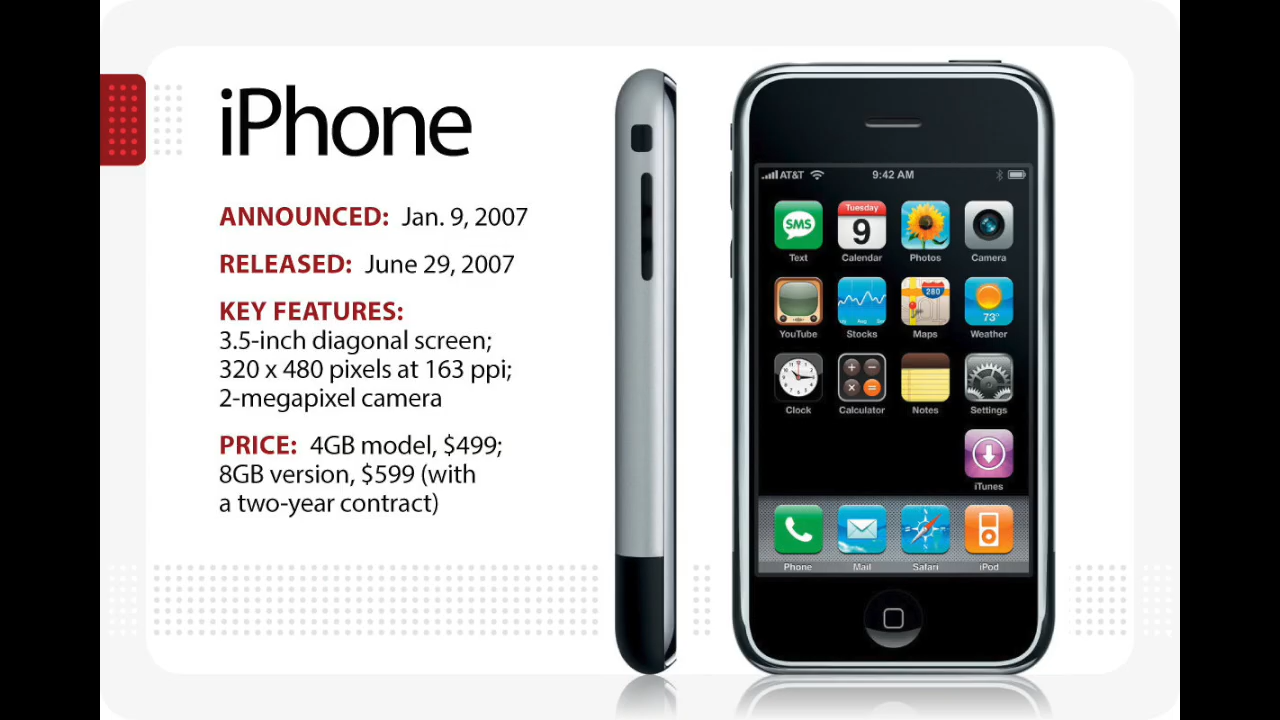 iPhone
ANNOUNCED: Jan. 9, 2007
RELEASED: June 29, 2007
KEY FEATURES:
3.5-inch diagonal screen;
320 x 480 pixels at 163 ppi;
2-megapixel camera
PRICE: 4GB model, $499;
8GB version, $599 (with
a two-year contract)
AT&T 9:42 AM
SMS Tuesday 9
Text Calendar Photos Camera
280 73°
YouTube Stocks Maps Weather
Clock Calculator Notes Settings
iTunes
Phone Mail Safari iPod